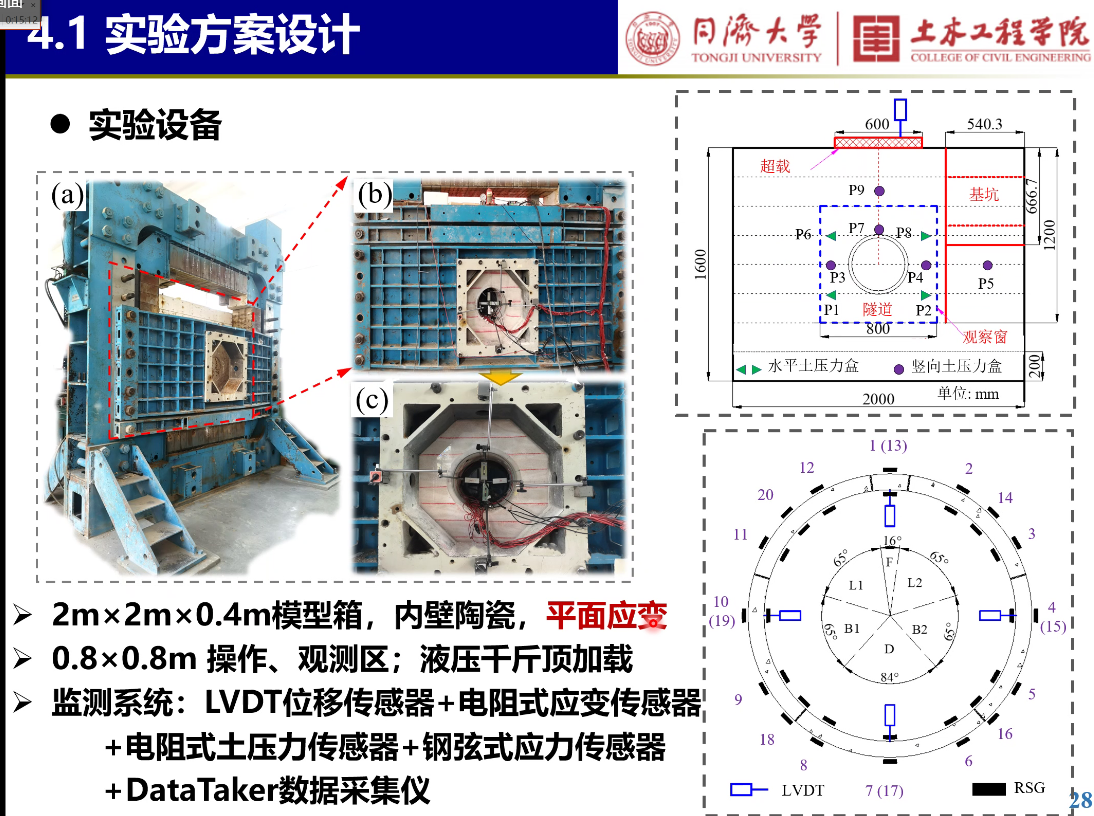 画面
0:15:12
4.1 实验方案设计
同濟大学
TONGJI UNIVERSITY
土木工程学院
COLLEGE OF CIVIL ENGINEERING
● 实验设备
(a)
(b)
(c)
600
540.3
超载
P9
基坑
666.7
1200
P6
P7
P8
1600
P3
P4
P5
P1
隧道
P2
800
观察窗
水平土压力盒
竖向土压力盒
200
单位: mm
2000
➢ 2m×2m×0.4m模型箱，内壁陶瓷，平面应变
➢ 0.8×0.8m 操作、观测区；液压千斤顶加载
➢ 监测系统：LVDT位移传感器+电阻式应变传感器
+电阻式土压力传感器+钢弦式应力传感器
+DataTaker数据采集仪
1 (13)
12
2
20
14
11
3
16°
65°
65°
F
L1
L2
10
(19)
4
(15)
B1
B2
65°
65°
D
84°
9
5
18
16
8
6
LVDT
7 (17)
RSG
28